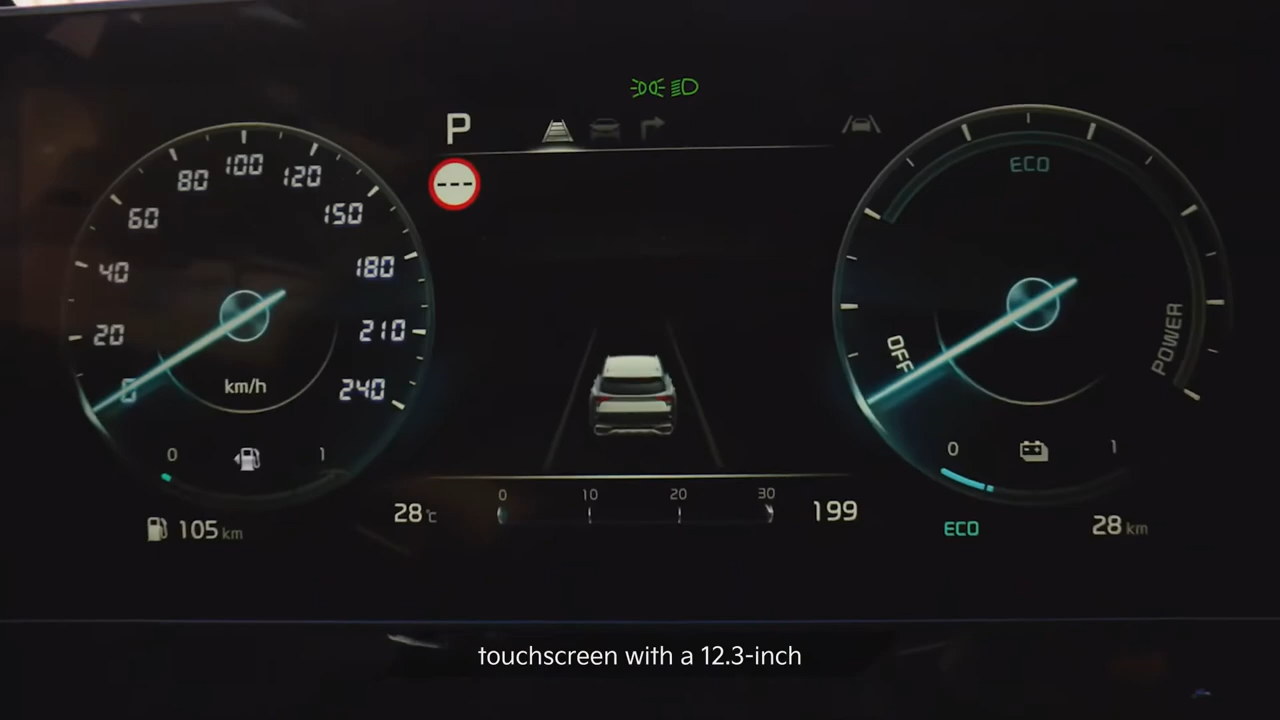 P
ECO
80 100 120
60 150
40 180
20 210
0 240
km/h
OFF
POWER
0 1
0 1
105 km
28 °C
0 10 20 30
199
ECO
28 km
touchscreen with a 12.3-inch